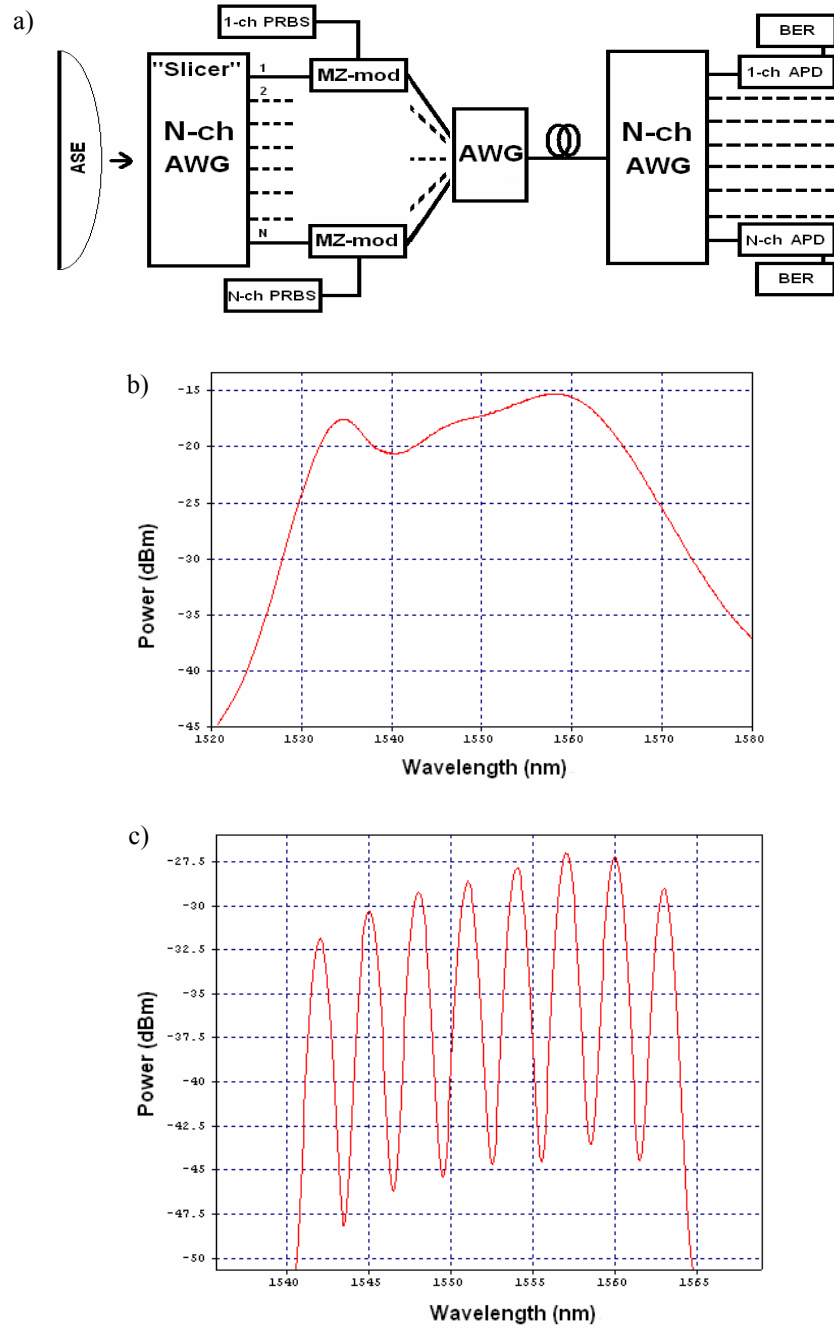 a)
1-ch PRBS
BER
"Slicer"
1
MZ-mod
1-ch APD
2
N-ch
AWG
ASE
AWG
N-ch
AWG
N
MZ-mod
N-ch APD
N-ch PRBS
BER
b)
-15
-20
-25
-30
-35
-40
-45
Power (dBm)
1520 1530 1540 1550 1560 1570 1580
Wavelength (nm)
c)
-27.5
-30
-32.5
-35
-37.5
-40
-42.5
-45
-47.5
-50
Power (dBm)
1540 1545 1550 1555 1560 1565
Wavelength (nm)